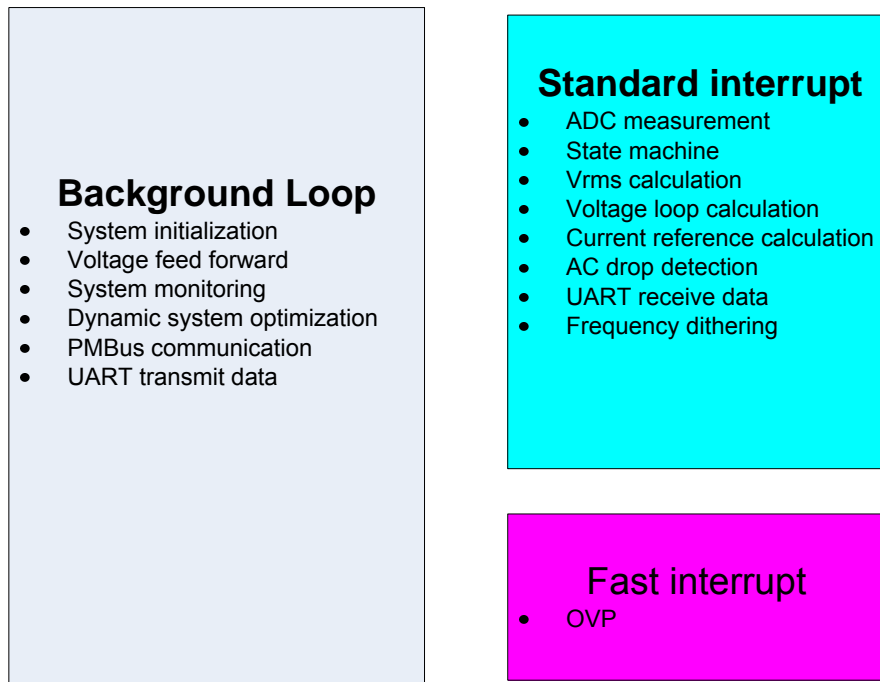 Background Loop
• System initialization
• Voltage feed forward
• System monitoring
• Dynamic system optimization
• PMBus communication
• UART transmit data
Standard interrupt
• ADC measurement
• State machine
• Vrms calculation
• Voltage loop calculation
• Current reference calculation
• AC drop detection
• UART receive data
• Frequency dithering
Fast interrupt
• OVP